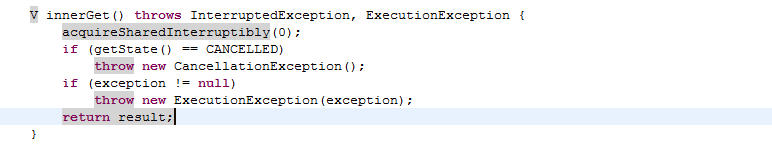 V innerGet() throws InterruptedException, ExecutionException {
acquireSharedInterruptibly(0);
if (getState() == CANCELLED)
throw new CancellationException();
if (exception != null)
throw new ExecutionException(exception);
return result;
}